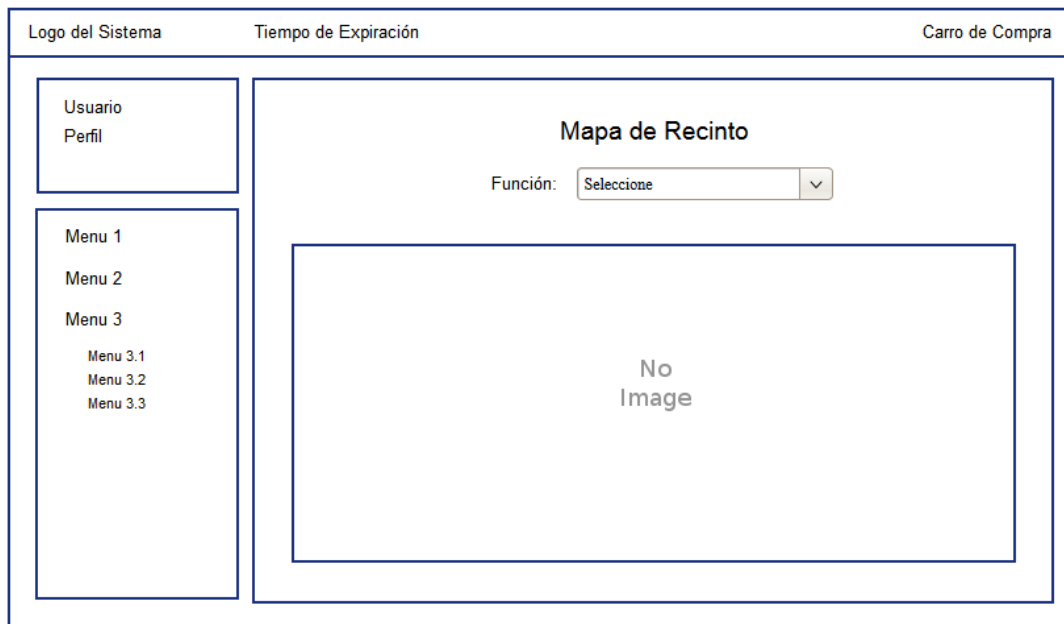 Logo del Sistema
Tiempo de Expiración
Carro de Compra
Usuario
Perfil
Menu 1
Menu 2
Menu 3
Menu 3.1
Menu 3.2
Menu 3.3
Mapa de Recinto
Función: Seleccione
No
Image